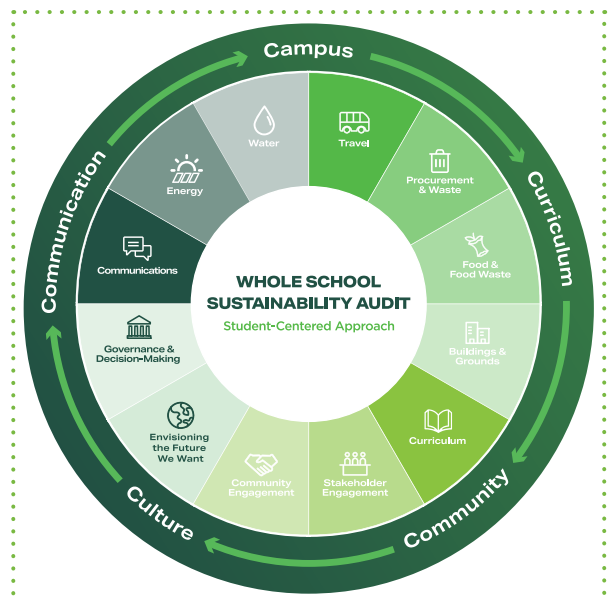 Campus
Curriculum
Community
Culture
Communication
Water
Travel
Procurement
& Waste
Food &
Food Waste
Buildings &
Grounds
Curriculum
Stakeholder
Engagement
Community
Engagement
Envisioning
the Future
We Want
Governance &
Decision-Making
Communications
Energy
WHOLE SCHOOL
SUSTAINABILITY AUDIT
Student-Centered Approach